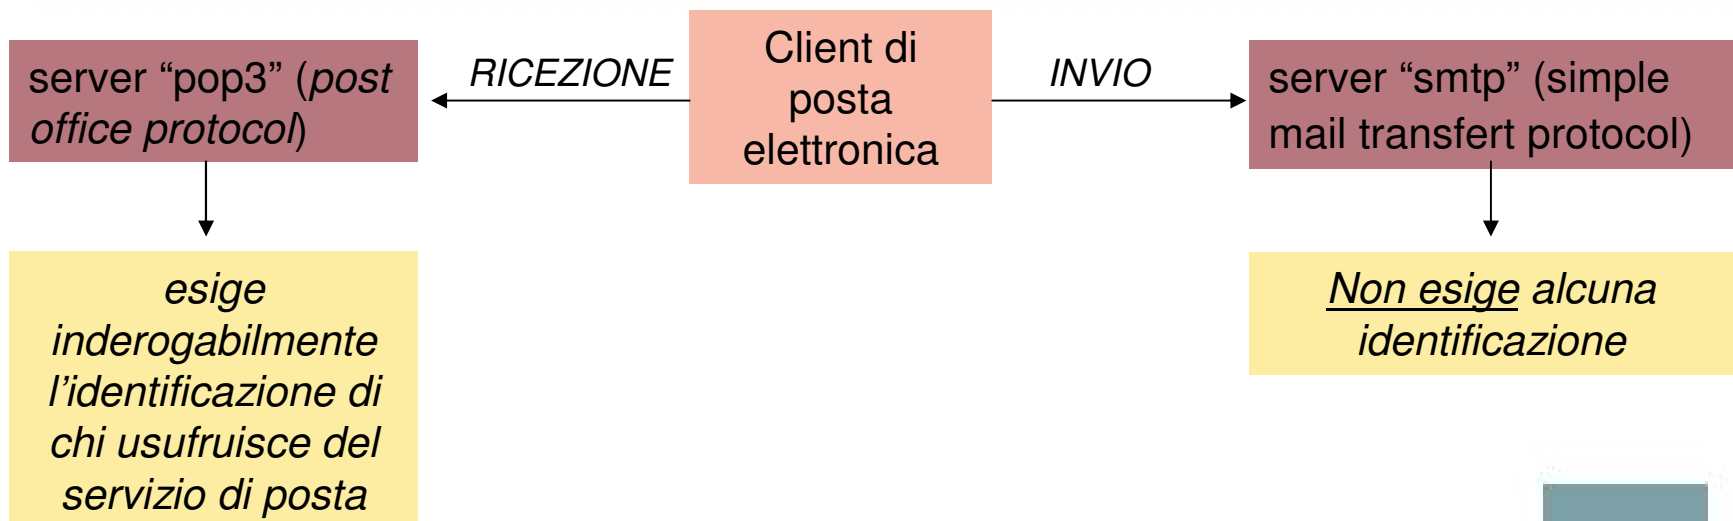 server “pop3” (post
office protocol)
RICEZIONE
Client di
posta
elettronica
INVIO
server “smtp” (simple
mail transfert protocol)
esige
inderogabilmente
l’identificazione di
chi usufruisce del
servizio di posta
Non esige alcuna
identificazione